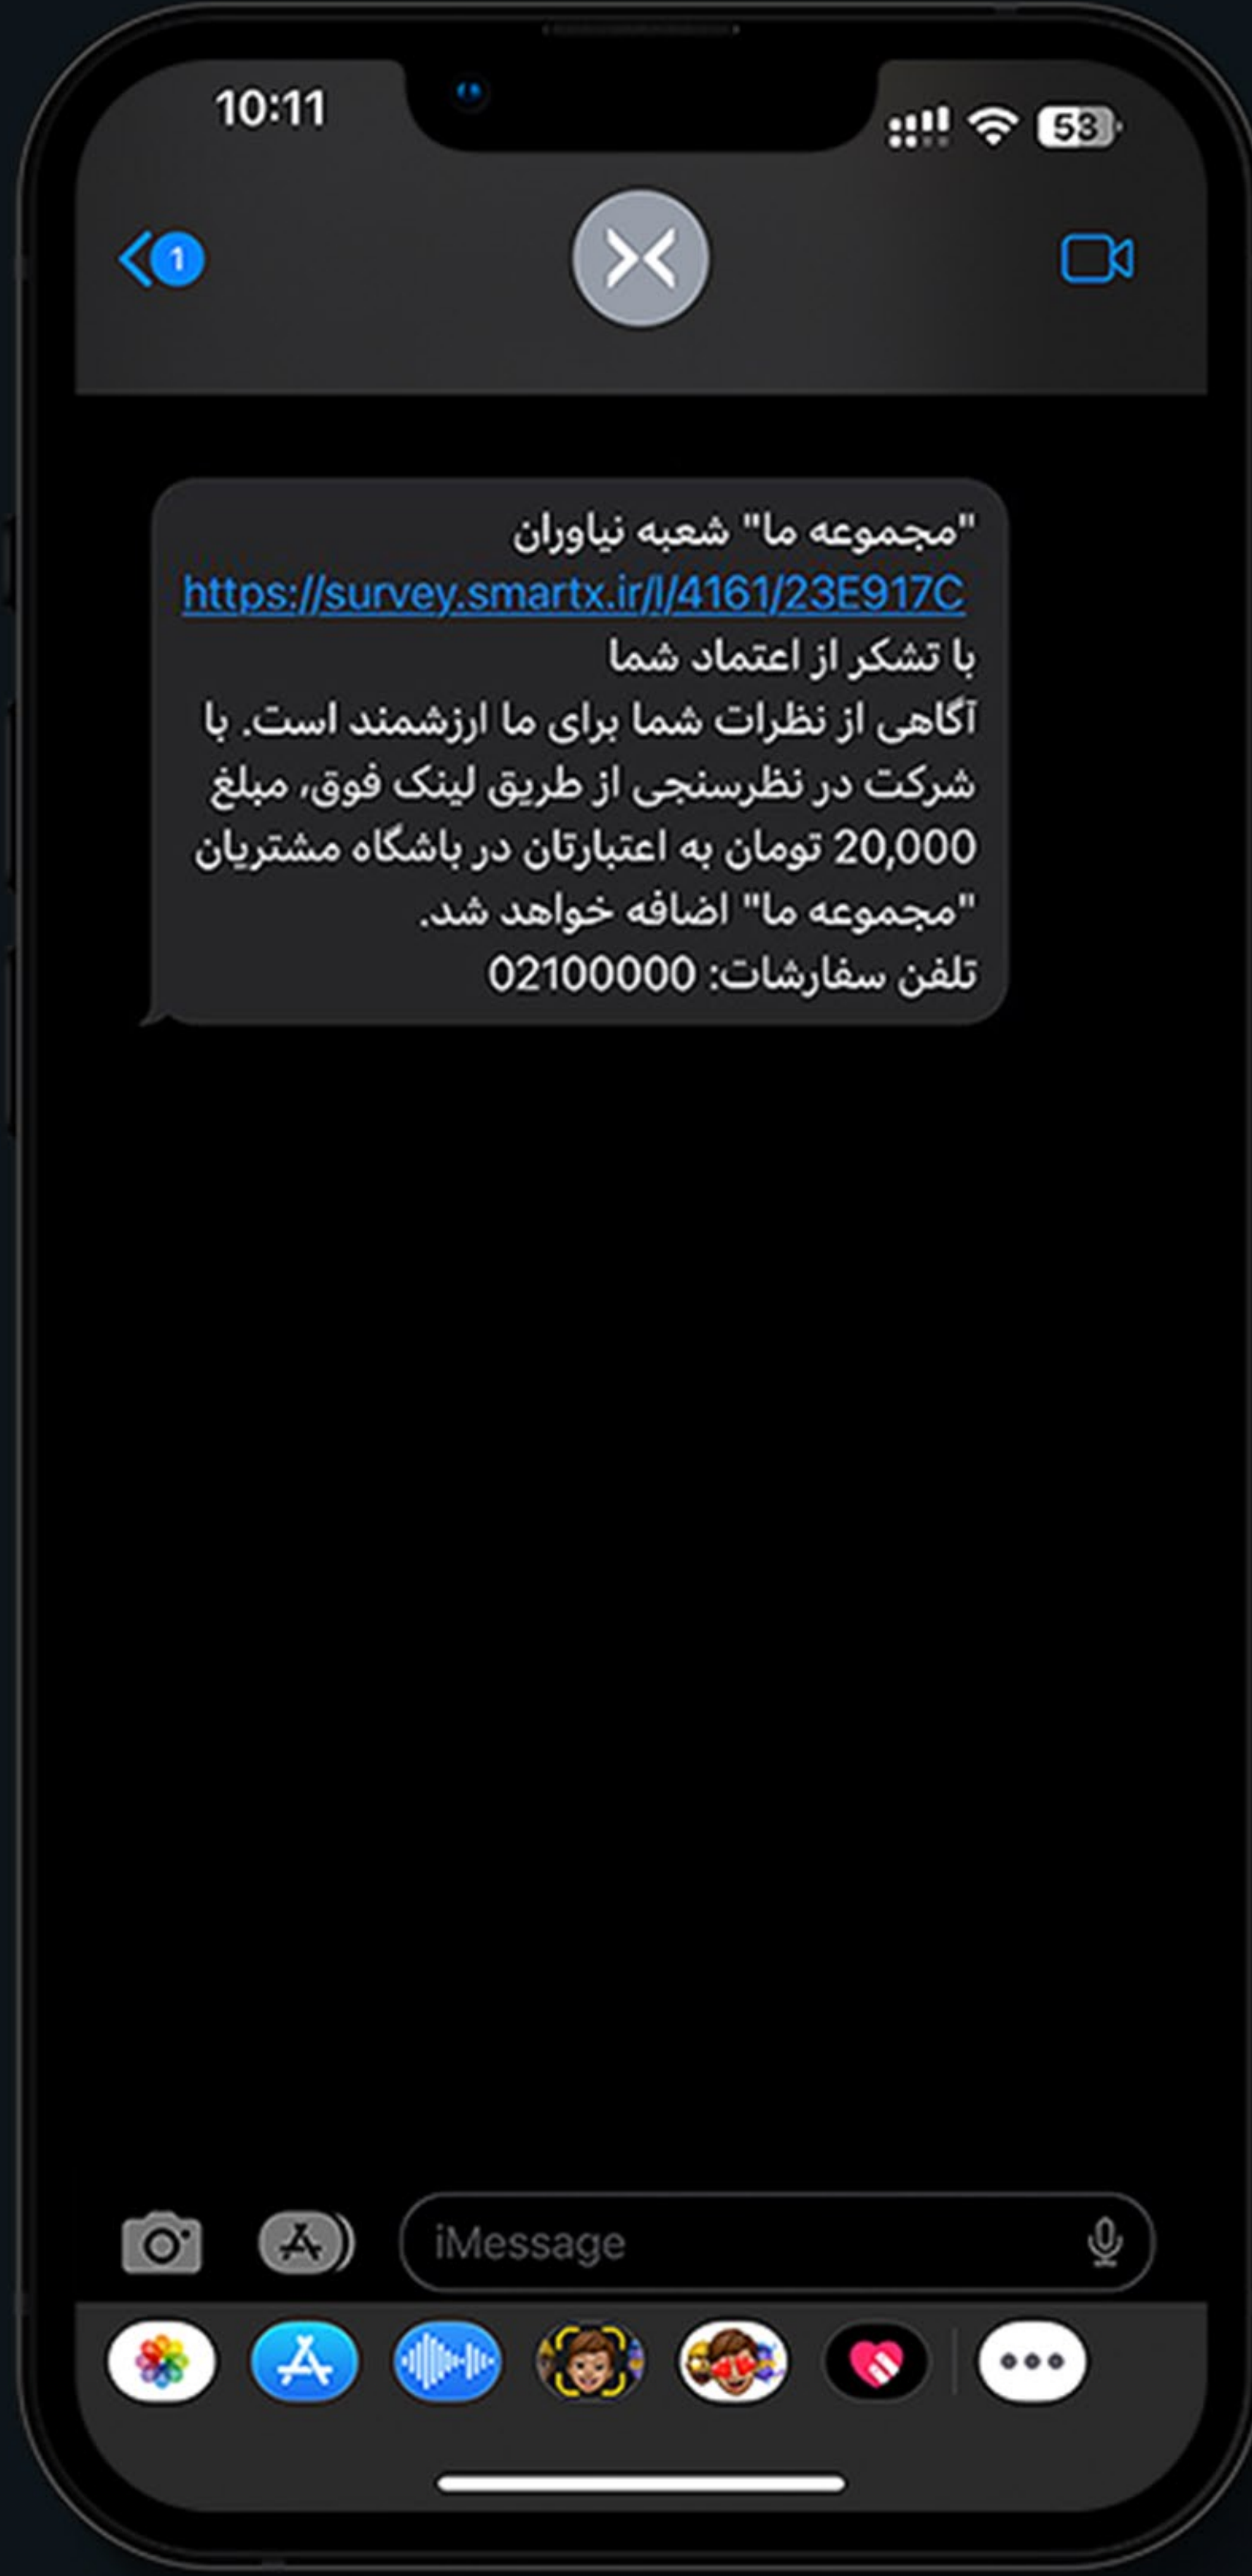 10:11
53
1
"مجموعه ما" شعبه نیاوران
https://survey.smartx.ir/l/4161/23E917C
با تشکر از اعتماد شما
آگاهی از نظرات شما برای ما ارزشمند است. با
شرکت در نظرسنجی از طریق لینک فوق، مبلغ
20,000 تومان به اعتبارتان در باشگاه مشتریان
"مجموعه ما" اضافه خواهد شد.
تلفن سفارشات: 02100000
iMessage